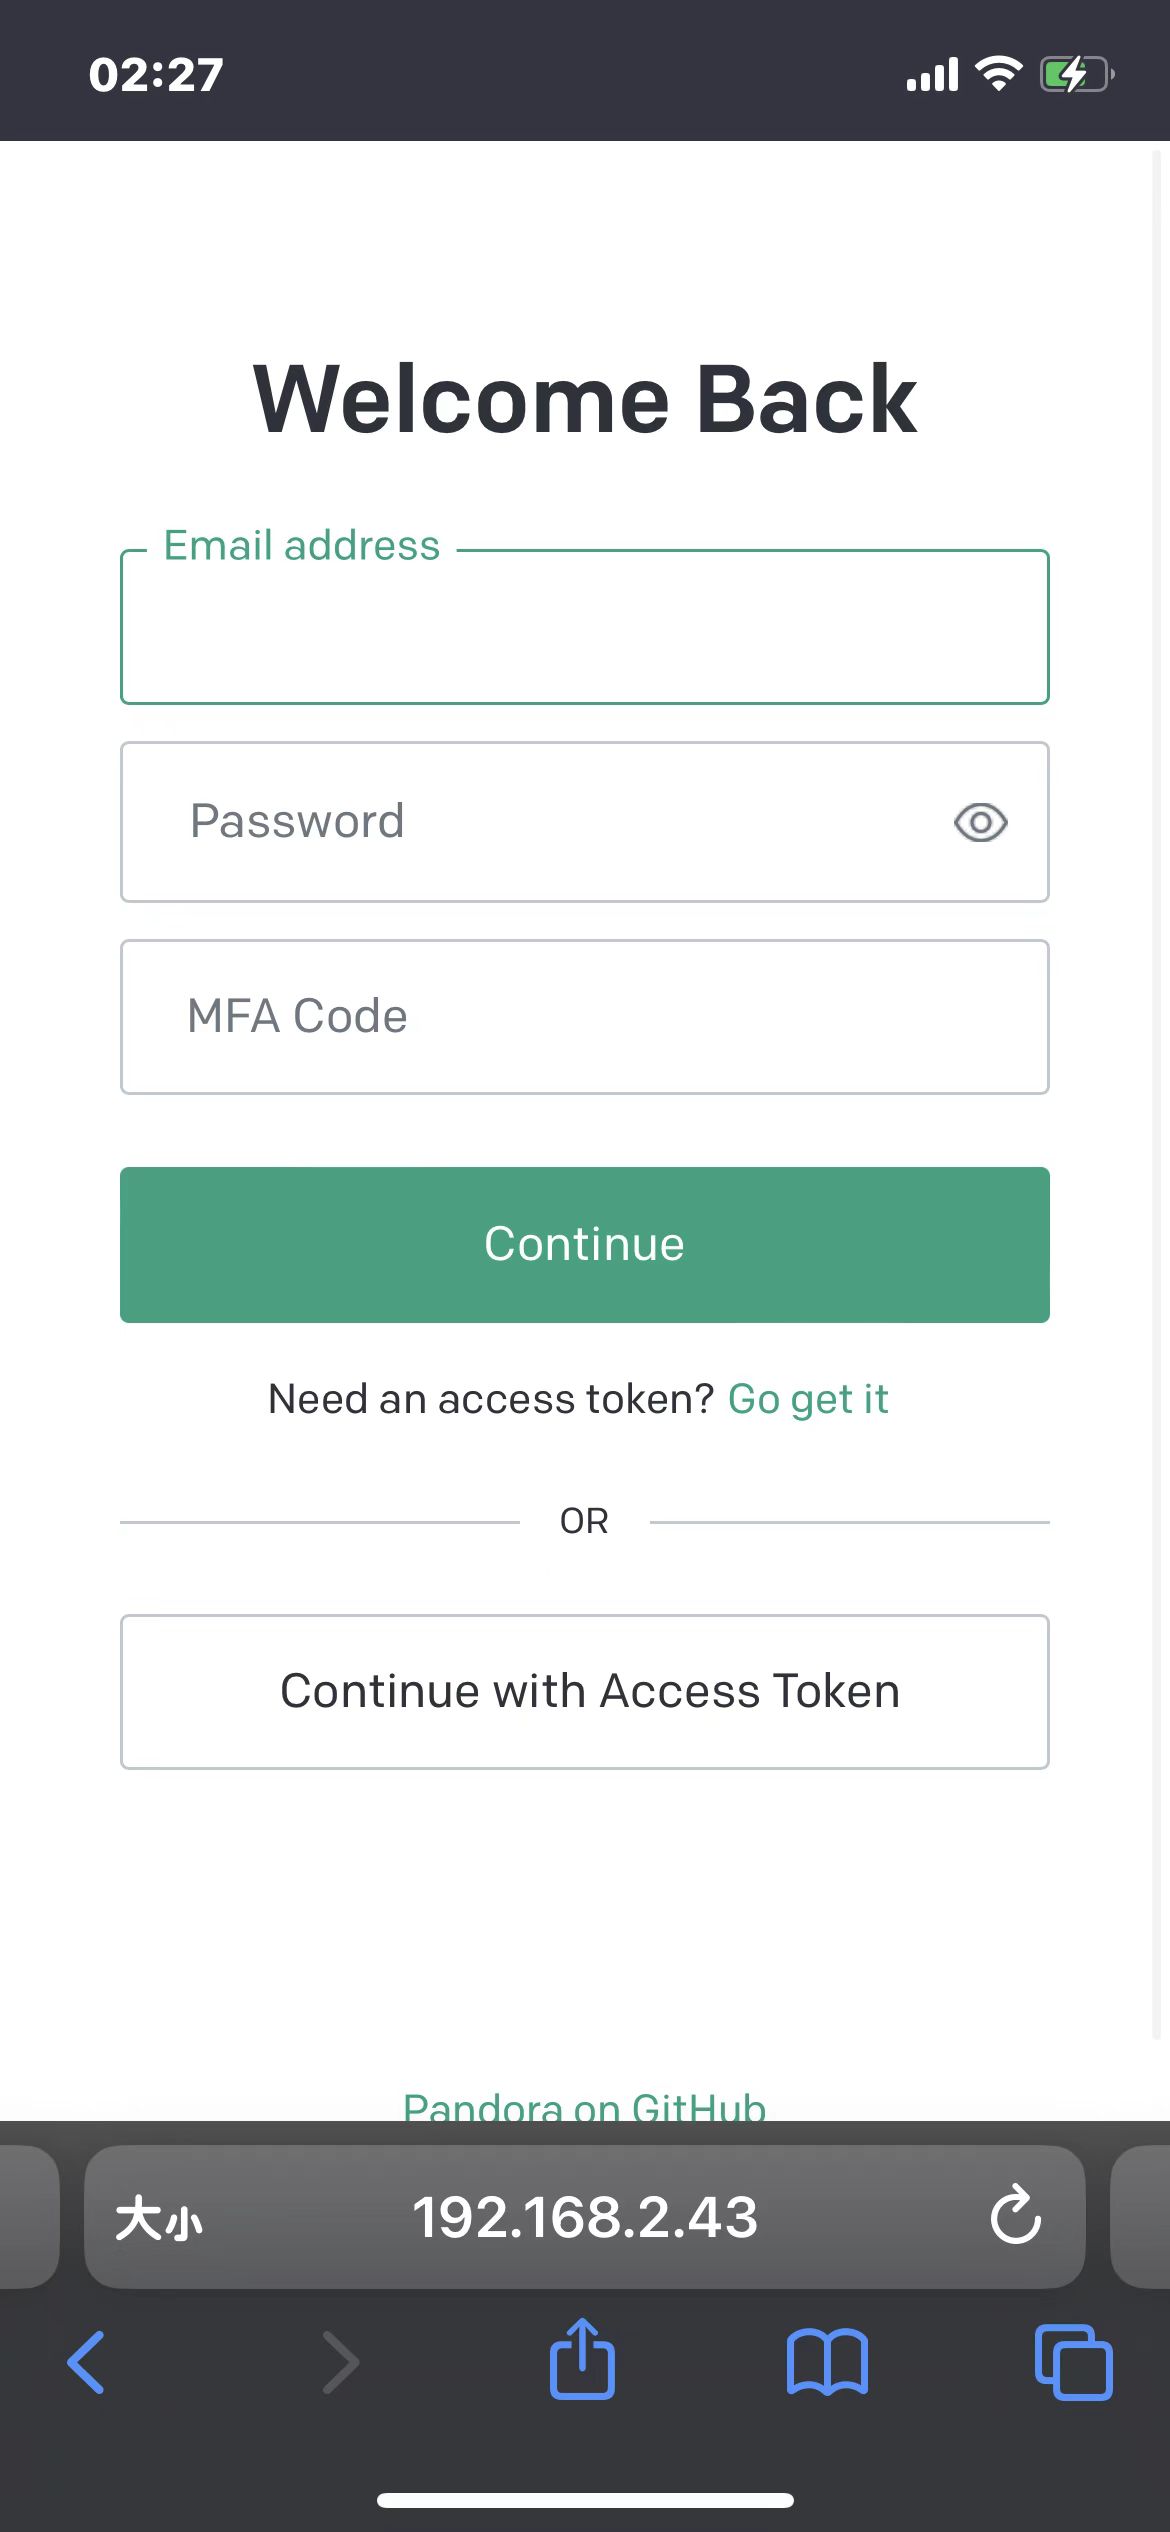 02:27
Welcome Back
Email address
Password
MFA Code
Continue
Need an access token? Go get it
OR
Continue with Access Token
Pandora on GitHub
大小 192.168.2.43